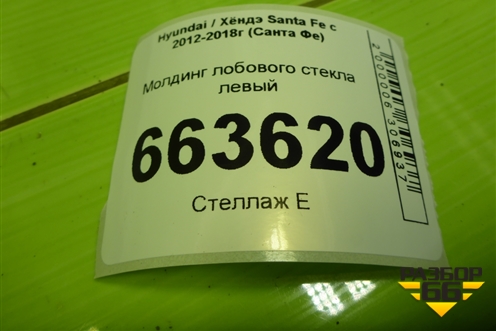 Hyundai / Хёндэ Santa Fe с
2012-2018г (Санта Фе)
Молдинг лобового стекла
левый
663620
Стеллаж Е
2000006306937
РАЗБОР
66